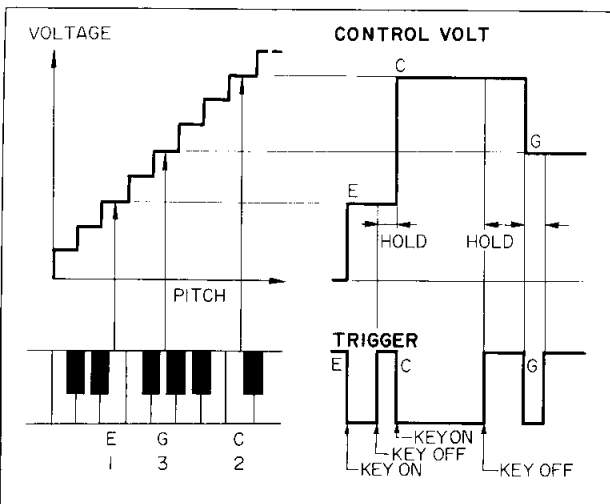 VOLTAGE
CONTROL VOLT
C
G
E
HOLD
HOLD
PITCH
TRIGGER
E
C
G
E G C
1 3 2
KEY ON
KEY OFF
KEY ON
KEY OFF